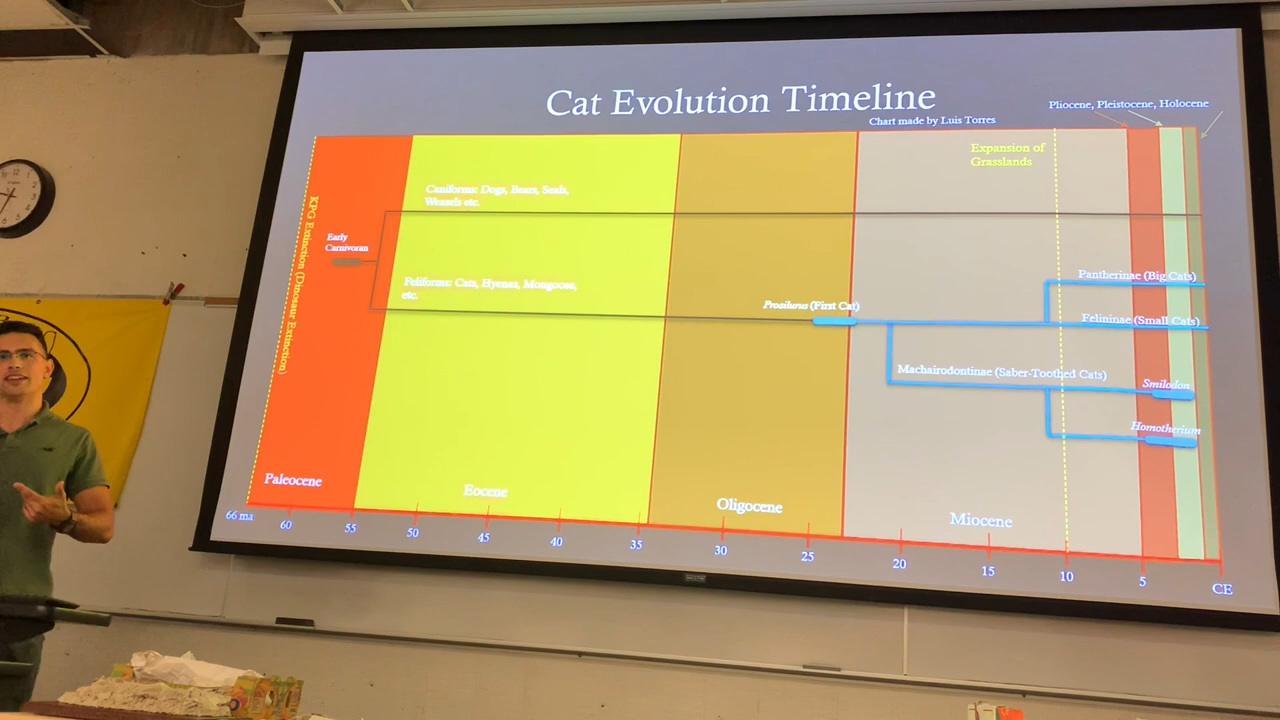 Cat Evolution Timeline
Chart made by Luis Torres
Pliocene, Pleistocene, Holocene
Expansion of
Grasslands
KPG Extinction (Dinosaur Extinction)
Caniforms: Dogs, Bears, Seals,
Weasels etc.
Early
Carnivoran
Feliforms: Cats, Hyenas, Mongoose,
etc.
Proailurus (First Cat)
Pantherinae (Big Cats)
Felininae (Small Cats)
Machairodontinae (Saber-Toothed Cats)
Smilodon
Homotherium
Paleocene
Eocene
Oligocene
Miocene
66 ma
60
55
50
45
40
35
30
25
20
15
10
5
CE